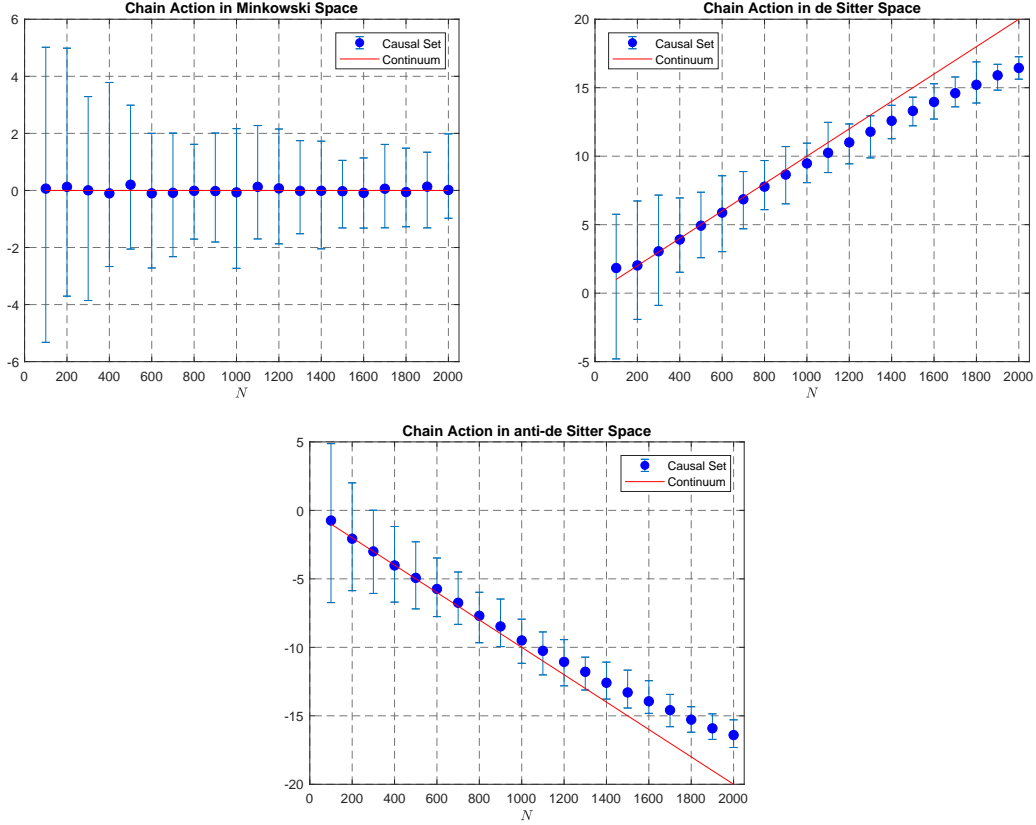 Chain Action in Minkowski Space
6
4
2
0
-2
-4
-6
Causal Set
Continuum
0 200 400 600 800 1000 1200 1400 1600 1800 2000
N
Chain Action in de Sitter Space
20
15
10
5
0
-5
Causal Set
Continuum
0 200 400 600 800 1000 1200 1400 1600 1800 2000
N
Chain Action in anti-de Sitter Space
5
0
-5
-10
-15
-20
Causal Set
Continuum
0 200 400 600 800 1000 1200 1400 1600 1800 2000
N